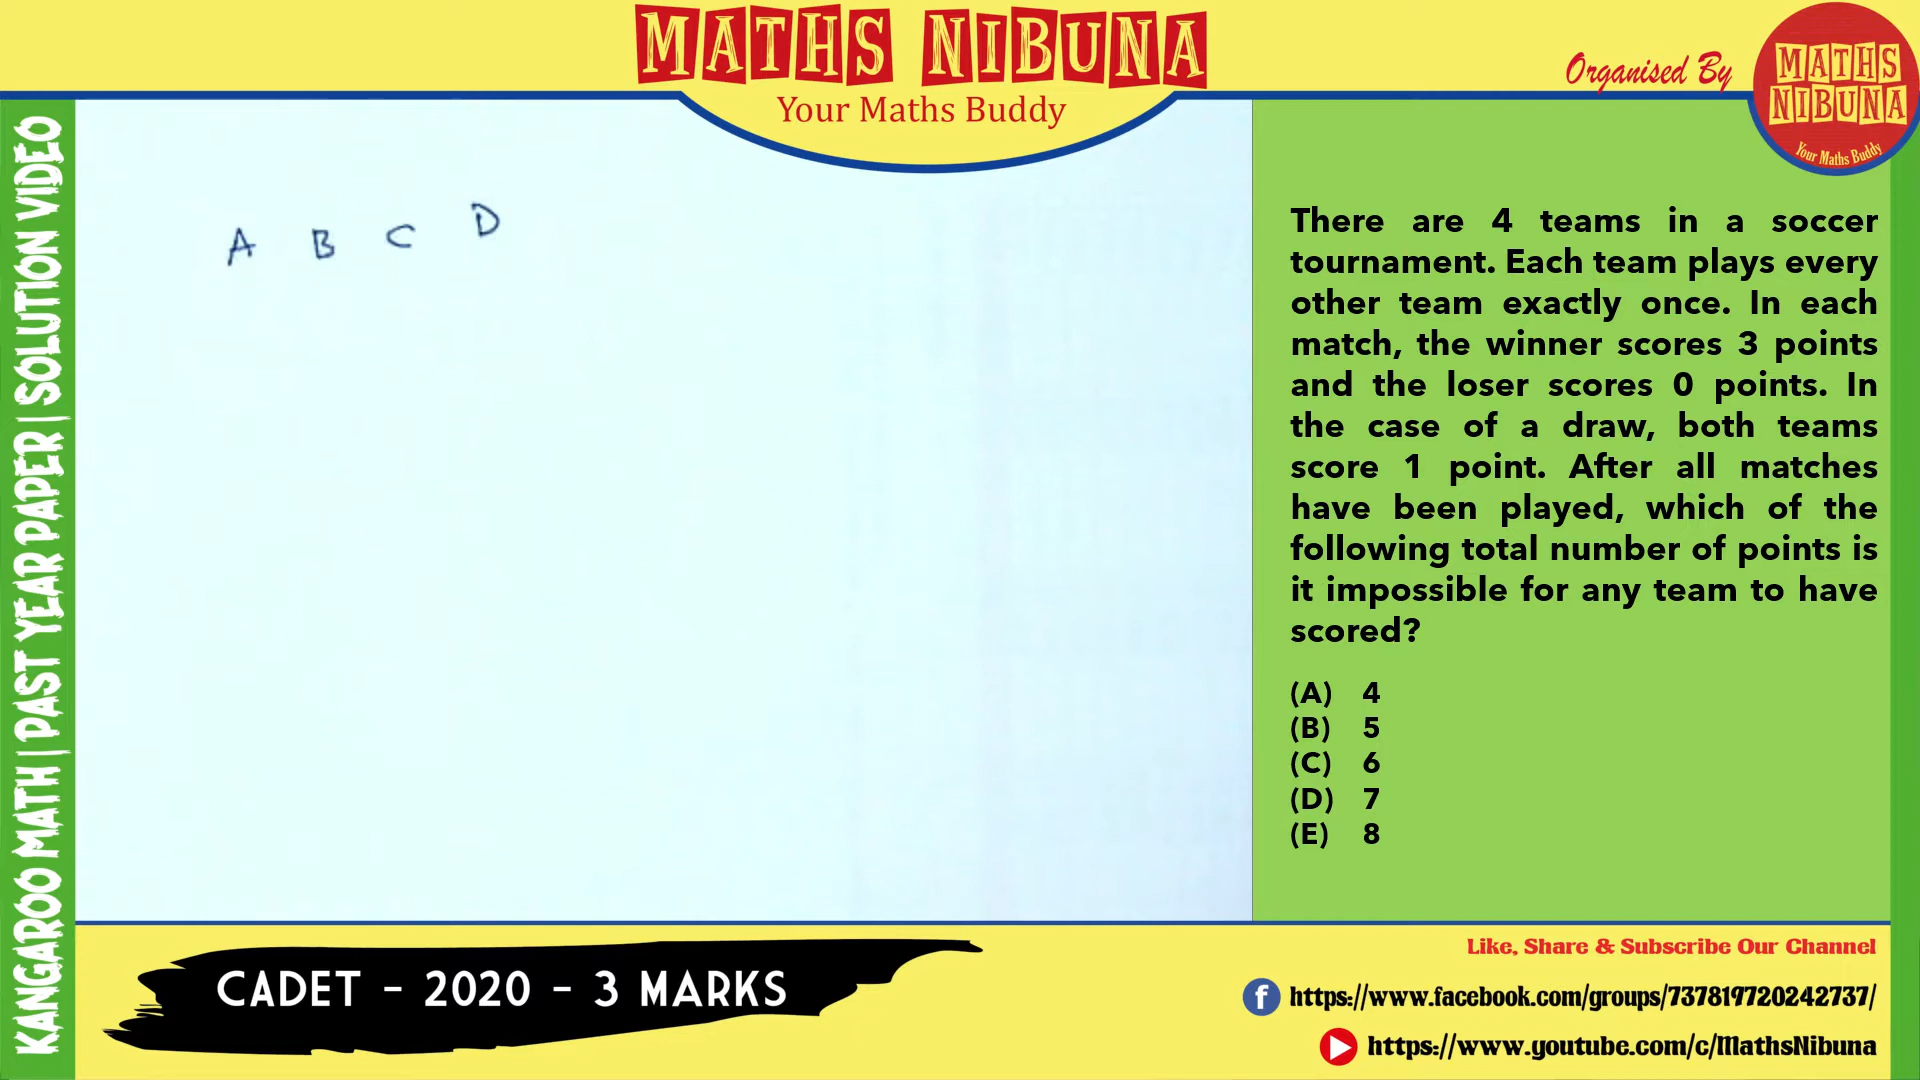 MATHS NIBUNA
Your Maths Buddy
Organised By
MATHS
NIBUNA
Your Maths Buddy
KANGAROO MATH | PAST YEAR PAPER | SOLUTION VIDEO
A B C D
There are 4 teams in a soccer
tournament. Each team plays every
other team exactly once. In each
match, the winner scores 3 points
and the loser scores 0 points. In
the case of a draw, both teams
score 1 point. After all matches
have been played, which of the
following total number of points is
it impossible for any team to have
scored?
(A) 4
(B) 5
(C) 6
(D) 7
(E) 8
CADET - 2020 - 3 MARKS
Like, Share & Subscribe Our Channel
f https://www.facebook.com/groups/737819720242737/
https://www.youtube.com/c/MathsNibuna